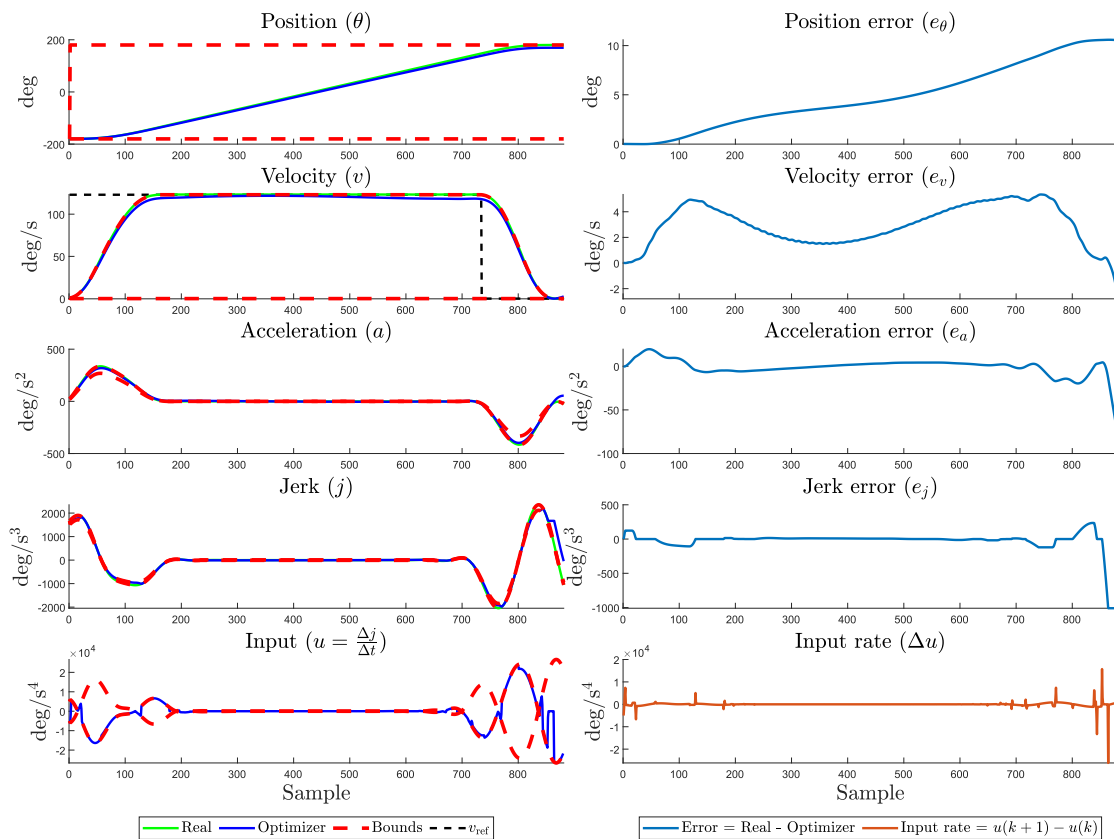 Position (θ)
Position error (e_θ)
deg
200
0
-200
0 100 200 300 400 500 600 700 800
deg
10
5
0
0 100 200 300 400 500 600 700 800
Velocity (v)
Velocity error (e_v)
deg/s
100
50
0
0 100 200 300 400 500 600 700 800
deg/s
4
2
0
-2
0 100 200 300 400 500 600 700 800
Acceleration (a)
Acceleration error (e_a)
deg/s²
500
0
-500
0 100 200 300 400 500 600 700 800
deg/s²
0
-50
-100
0 100 200 300 400 500 600 700 800
Jerk (j)
Jerk error (e_j)
deg/s³
2000
1000
0
-1000
-2000
0 100 200 300 400 500 600 700 800
deg/s³
500
0
-500
-1000
0 100 200 300 400 500 600 700 800
Input (u = Δj/Δt)
Input rate (Δu)
deg/s⁴
×10⁴
2
1
0
-1
-2
0 100 200 300 400 500 600 700 800
Sample
deg/s⁴
×10⁴
2
1
0
-1
-2
0 100 200 300 400 500 600 700 800
Sample
Real Optimizer Bounds v_ref
Error = Real - Optimizer Input rate = u(k + 1) − u(k)